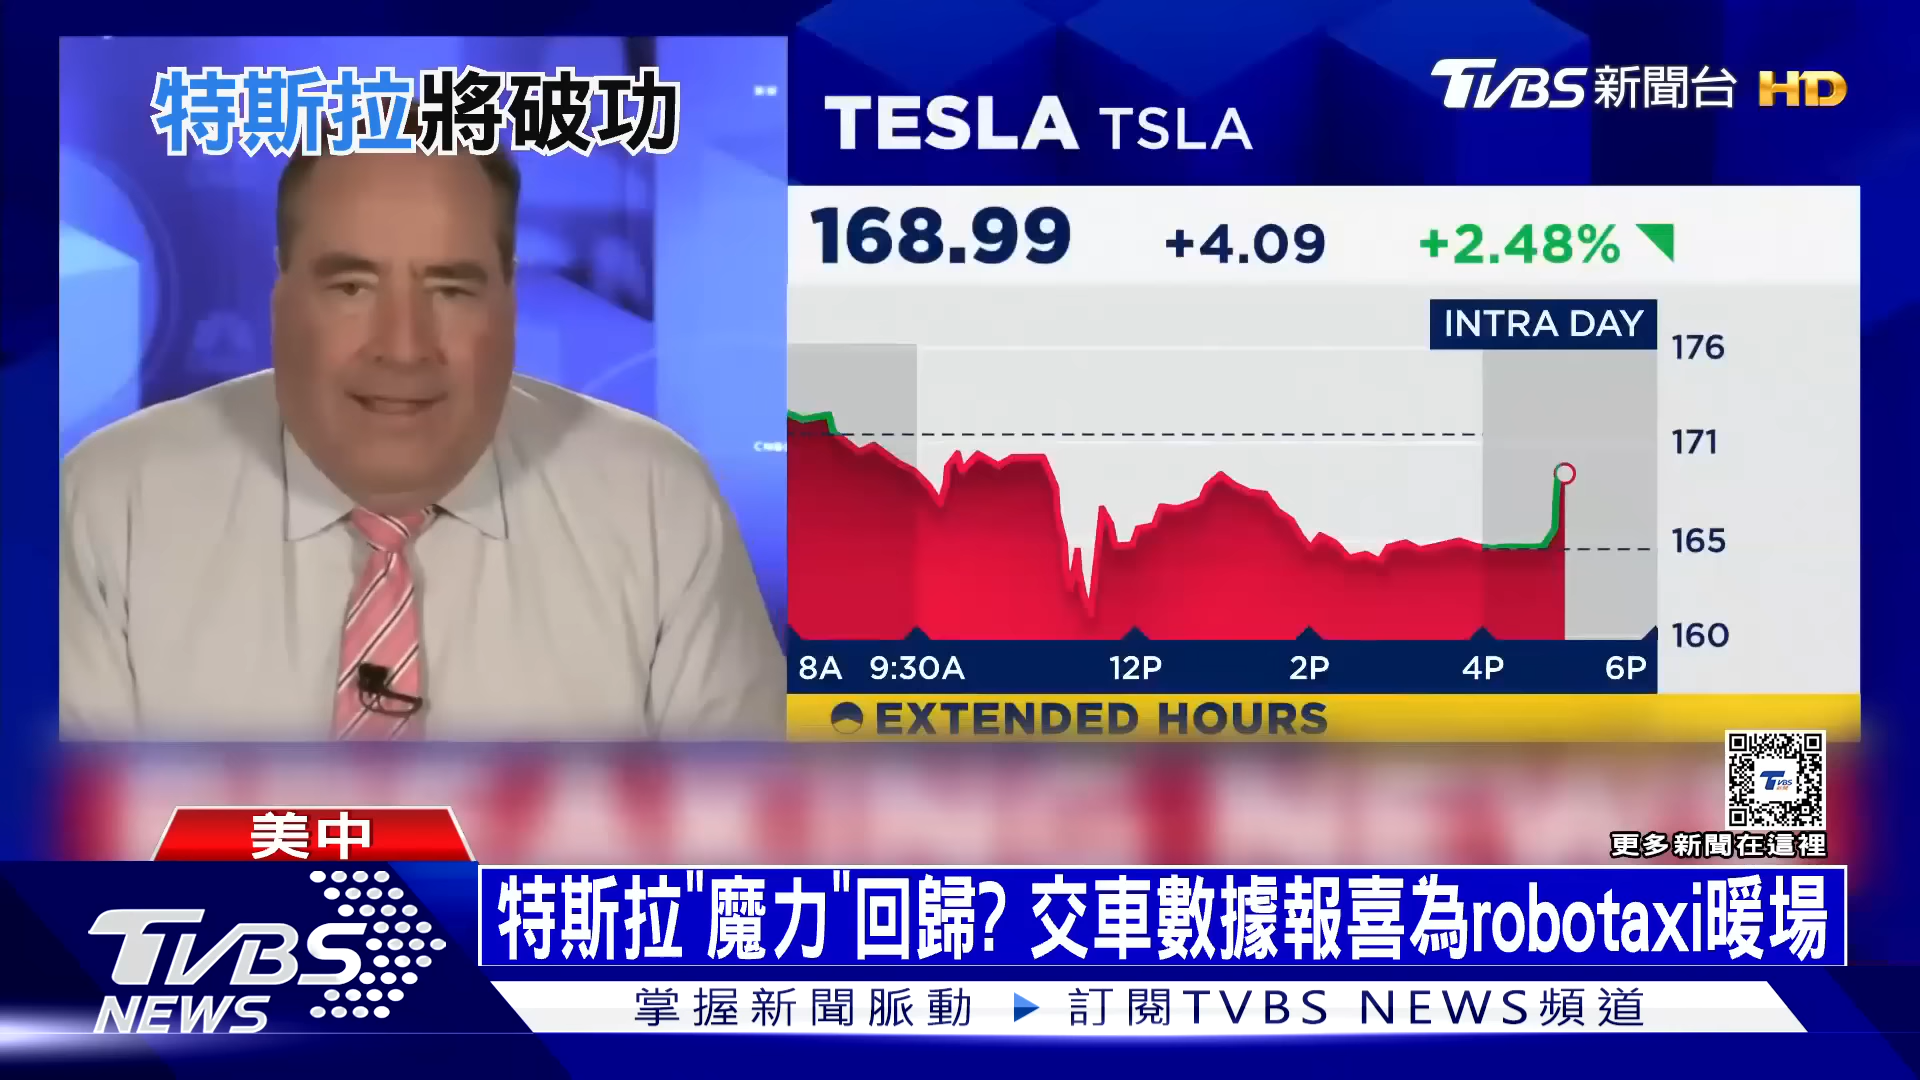 特斯拉將破功
TVBS新聞台 HD
TESLA TSLA
168.99 +4.09 +2.48%
INTRA DAY
176
171
165
160
8A 9:30A 12P 2P 4P 6P
EXTENDED HOURS
TVBS
更多新聞在這裡
美中
特斯拉"魔力"回歸? 交車數據報喜為robotaxi暖場
TVBS
NEWS
掌握新聞脈動 ▶ 訂閱TVBS NEWS頻道